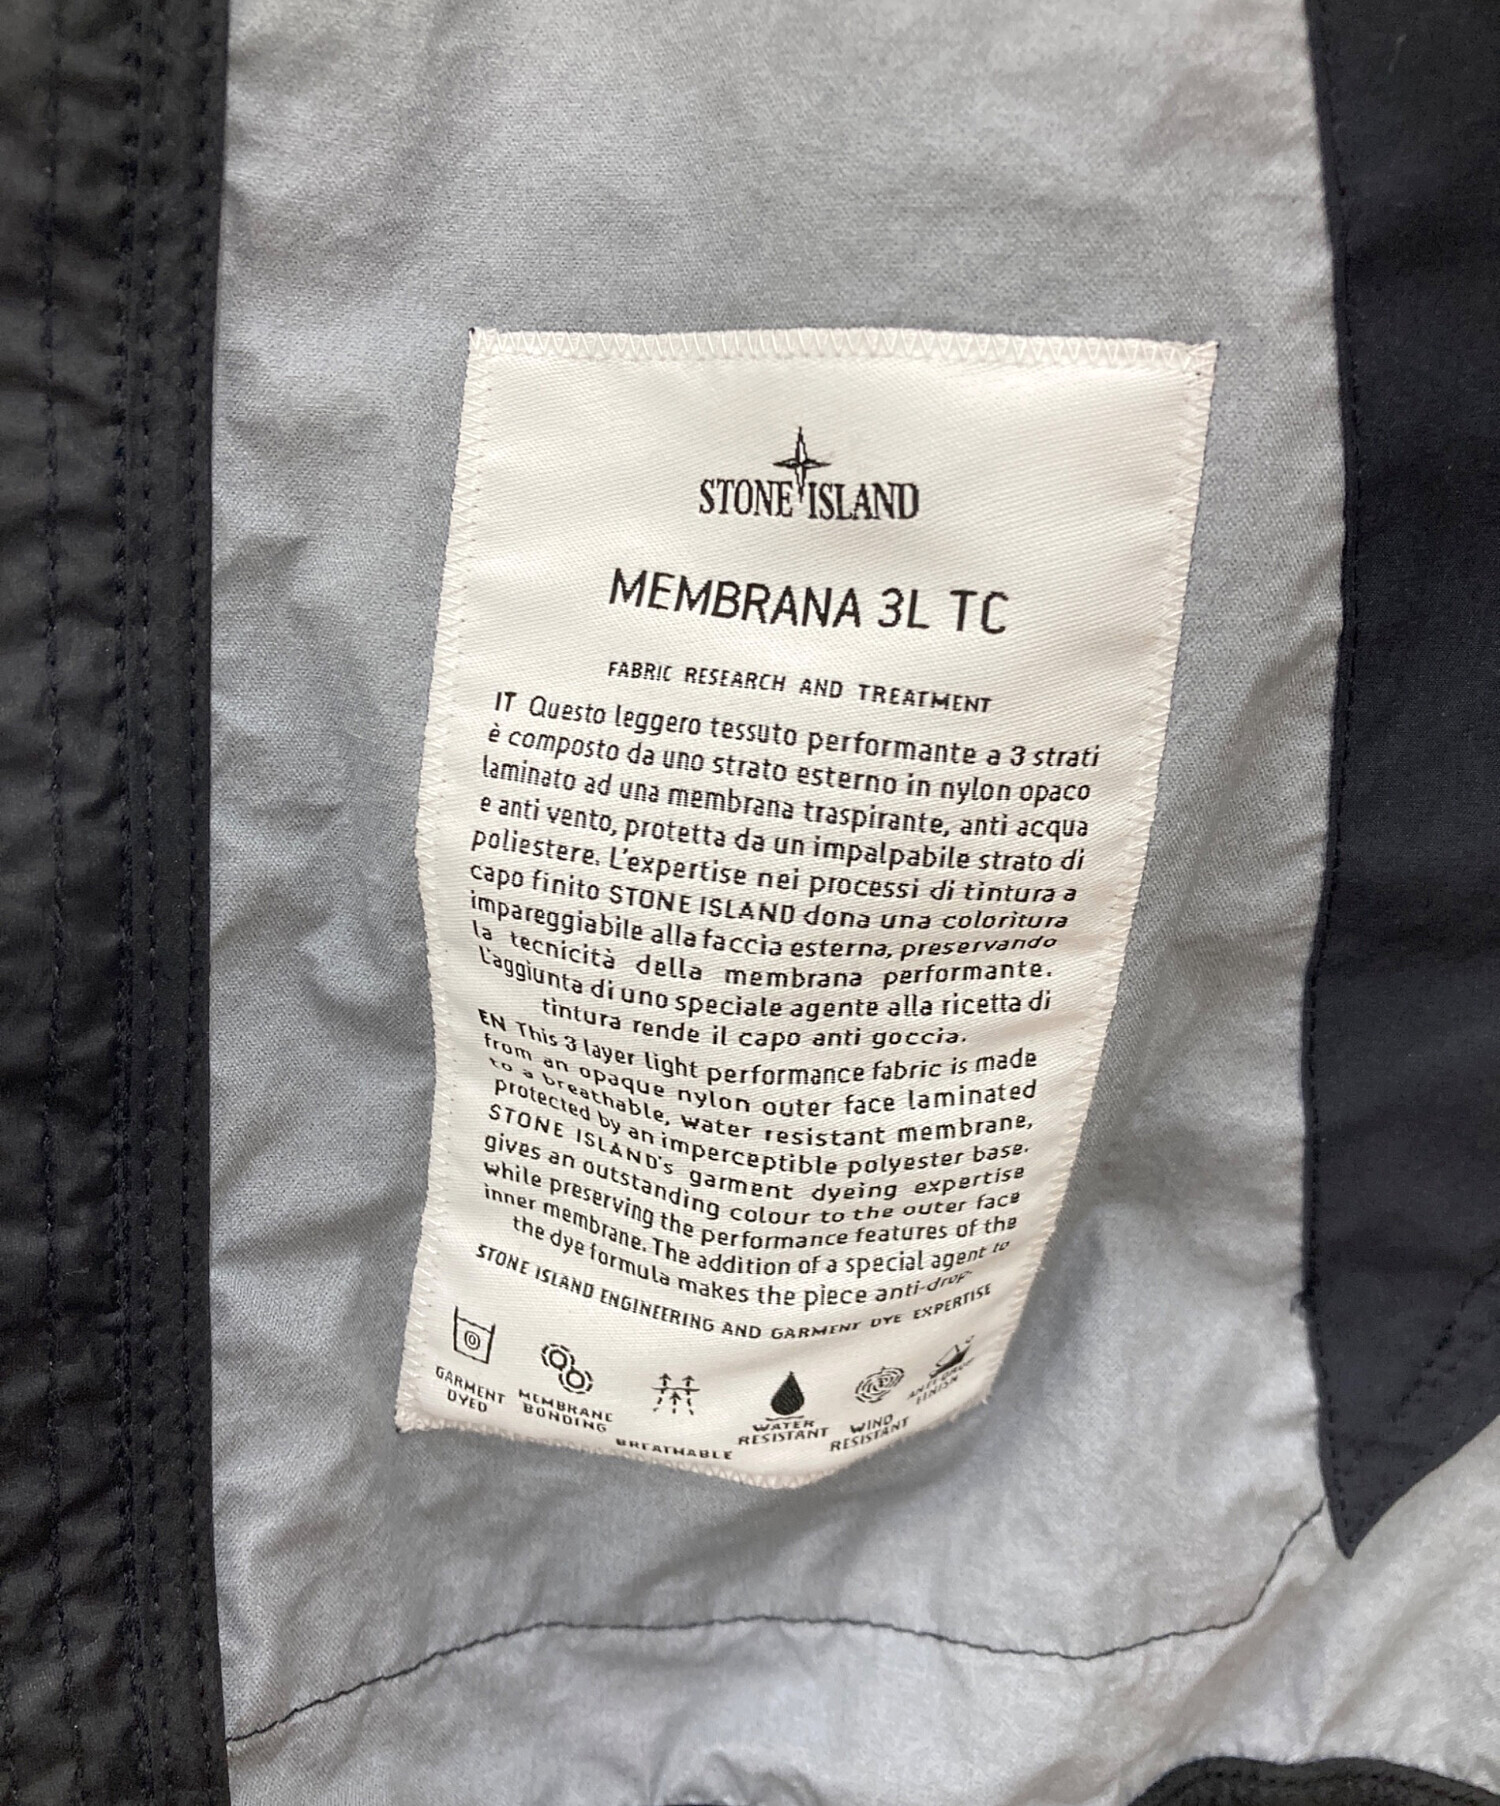 STONE ISLAND
MEMBRANA 3L TC
FABRIC RESEARCH AND TREATMENT
IT Questo leggero tessuto performante a 3 strati
è composto da uno strato esterno in nylon opaco
laminato ad una membrana traspirante, anti acqua
e anti vento, protetta da un impalpabile strato di
poliestere. L'expertise nei processi di tintura a
capo finito STONE ISLAND dona una coloritura
impareggiabile alla faccia esterna, preservando
la tecnicità della membrana performante.
L'aggiunta di uno speciale agente alla ricetta di
tintura rende il capo anti goccia.
EN This 3 layer light performance fabric is made
from an opaque nylon outer face laminated
to a breathable, water resistant membrane,
protected by an imperceptible polyester base.
STONE ISLAND's garment dyeing expertise
gives an outstanding colour to the outer face
while preserving the performance features of the
inner membrane. The addition of a special agent to
the dye formula makes the piece anti-drop.
STONE ISLAND ENGINEERING AND GARMENT DYE EXPERTISE
GARMENT
DYED
MEMBRANE
BONDING
BREATHABLE
WATER
RESISTANT
WIND
RESISTANT
ANTI-DROP
FINISH